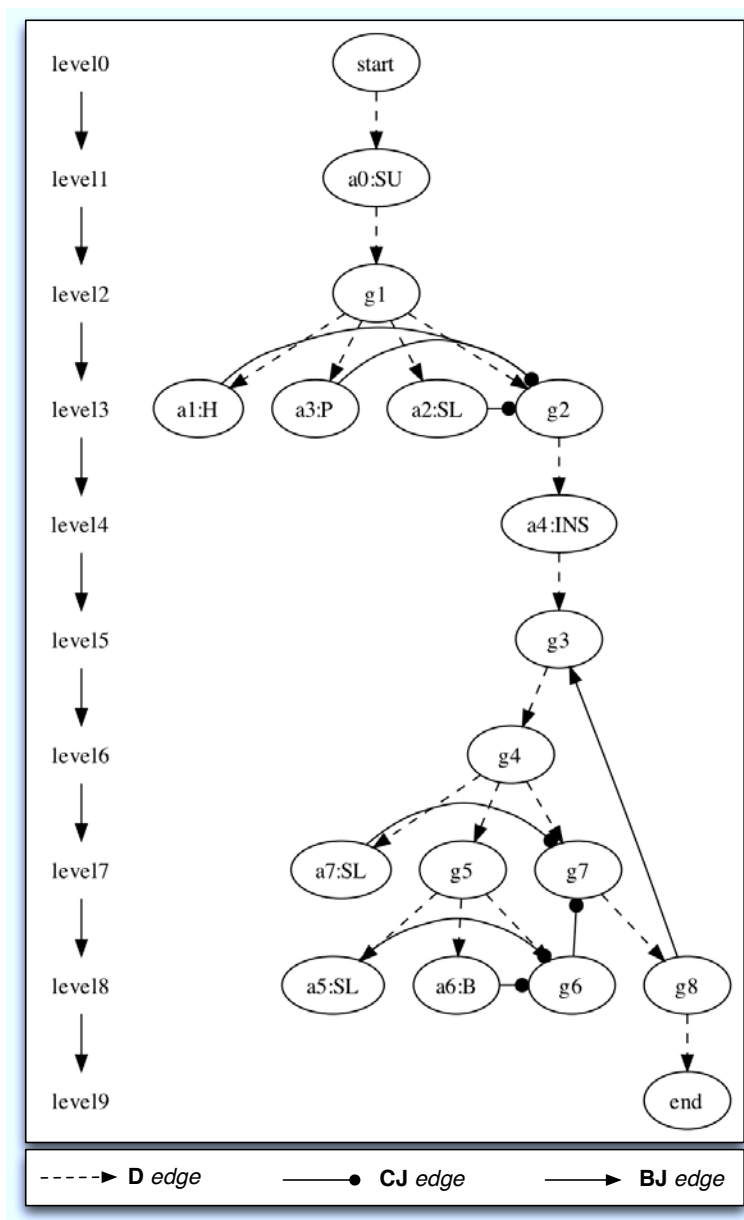 level0 start
level1 a0:SU
level2 g1
level3 a1:H a3:P a2:SL g2
level4 a4:INS
level5 g3
level6 g4
level7 a7:SL g5 g7
level8 a5:SL a6:B g6 g8
level9 end
D edge CJ edge BJ edge